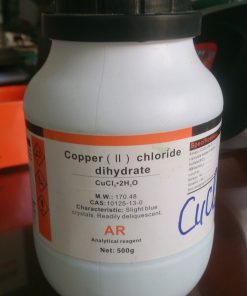 Copper ( II ) chloride
dihydrate
CuCl₂•2H₂O
M.W.: 170.48
CAS:10125-13-0
Characteristic: Slight blue
crystals. Readily deliquescent.
AR
Analytical reagent
Net: 500g